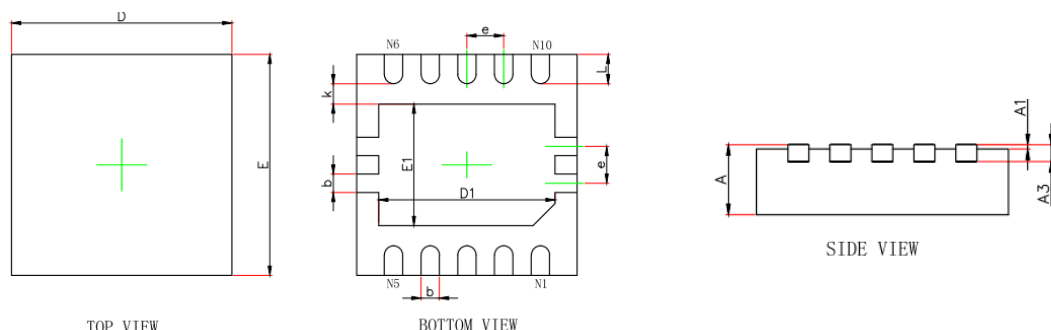 D
E
TOP VIEW
N6
e
N10
L
k
E1
D1
e
b
N5
b
N1
BOTTOM VIEW
A
A1
A3
SIDE VIEW